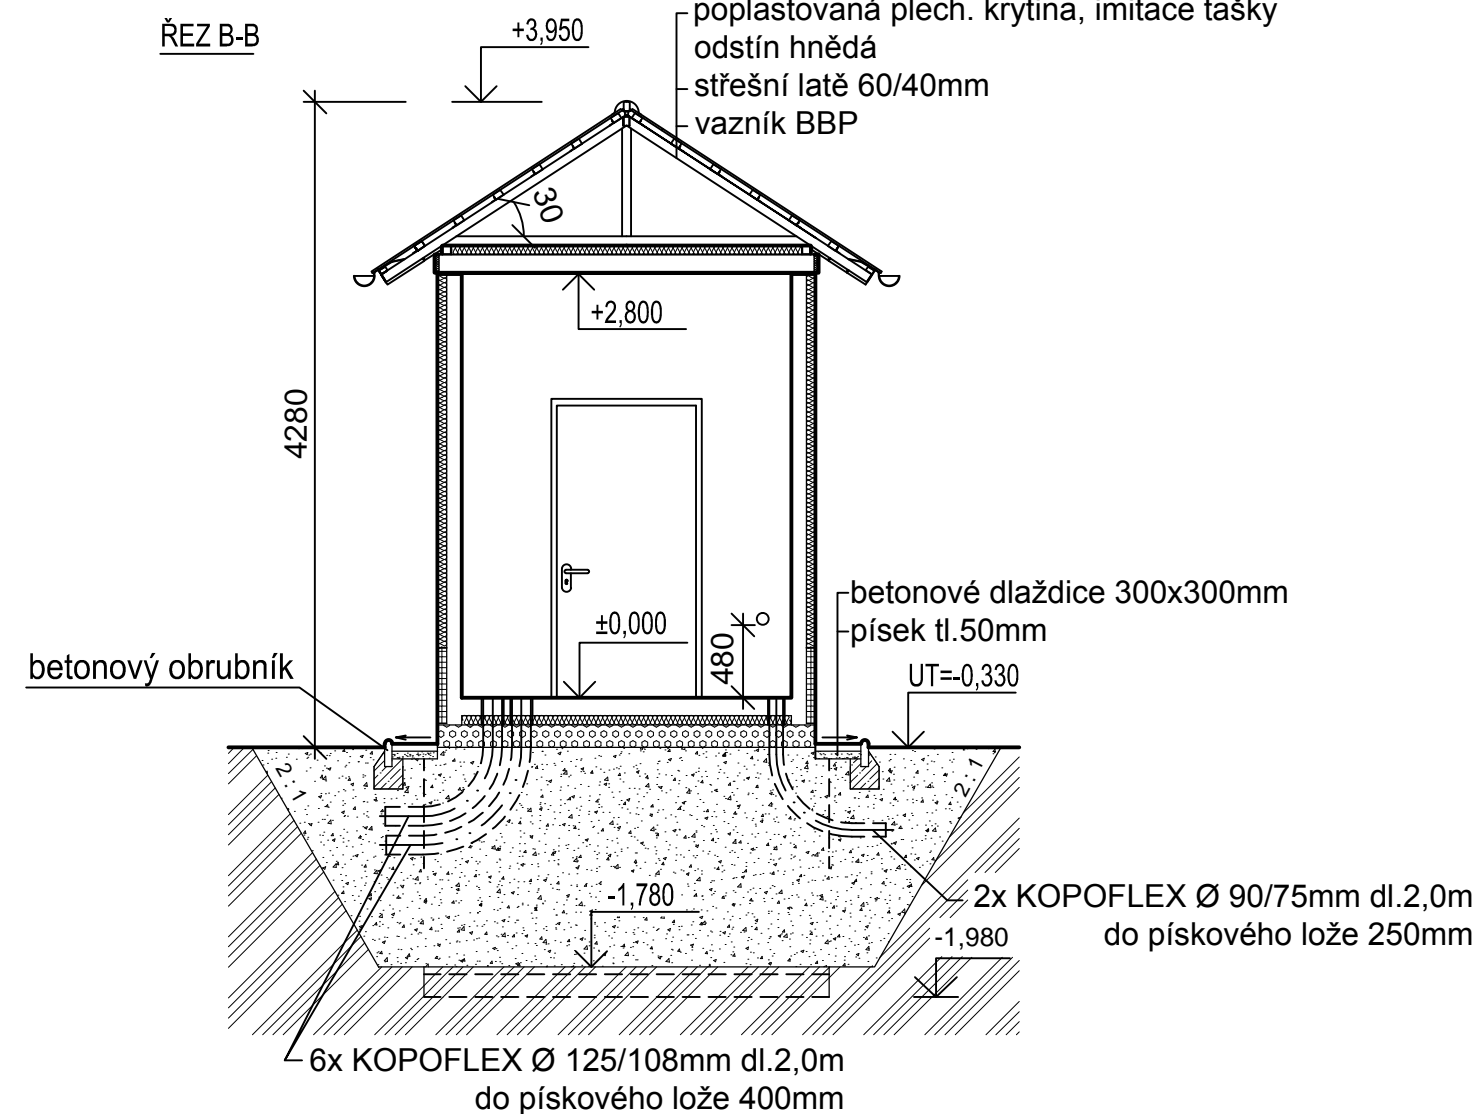 ŘEZ B-B
+3,950
poplastovaná plech. krytina, imitace tašky
odstín hnědá
střešní latě 60/40mm
vazník BBP
30
+2,800
4280
betonové dlaždice 300x300mm
±0,000
písek tl.50mm
480
betonový obrubník
UT=-0,330
2 : 1
2 : 1
-1,780
2x KOPOFLEX Ø 90/75mm dl.2,0m
do pískového lože 250mm
-1,980
6x KOPOFLEX Ø 125/108mm dl.2,0m
do pískového lože 400mm